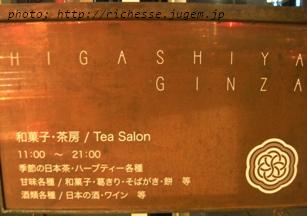 photo; http://richesse.jugem.jp
HIGASHIYA
GINZA
和菓子・茶房 / Tea Salon
11:00 ～ 21:00
季節の日本茶・ハーブティー各種
甘味各種 / 和菓子・葛きり・そばがき・餅 等
酒類各種 / 日本の酒・ワイン 等